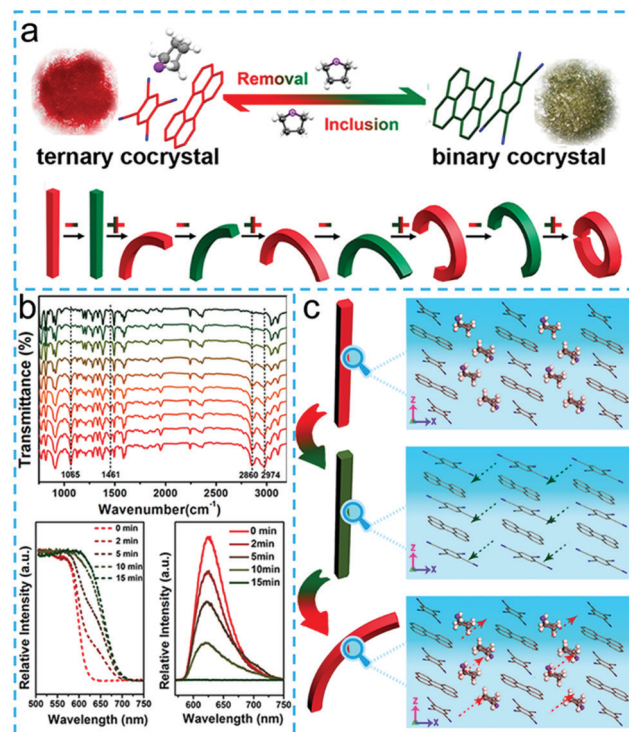 a
Removal
Inclusion
ternary cocrystal
binary cocrystal
- + - + - + - +
b
Transmittance (%)
1065
1461
2860
2974
1000 1500 2000 2500 3000
Wavenumber(cm-1)
Relative Intensity (a.u.)
0 min
2 min
5 min
10 min
15 min
500 550 600 650 700 750
Wavelength (nm)
Relative Intensity (a.u.)
0 min
2min
5min
10min
15min
600 650 700 750
Wavelength (nm)
c
z
x
z
x
z
x